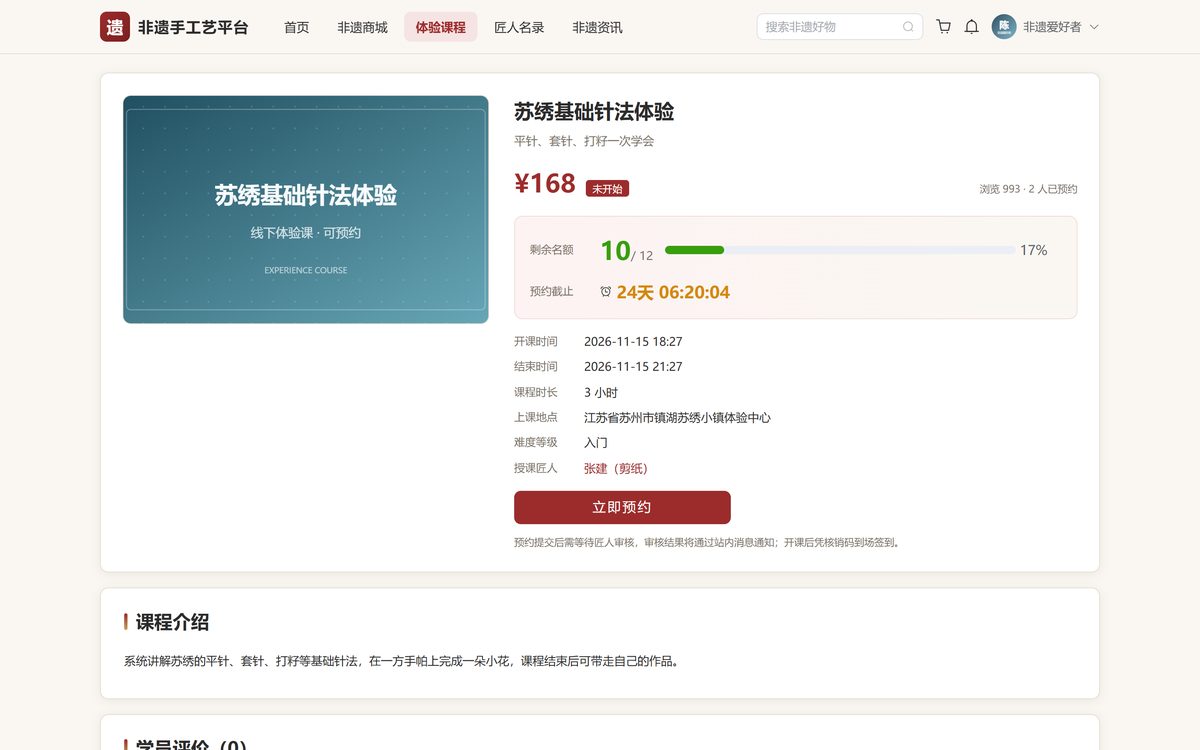 遗 非遗手工艺平台 首页 非遗商城 体验课程 匠人名录 非遗资讯 搜索非遗好物 陈 非遗爱好者
苏绣基础针法体验
线下体验课 · 可预约
EXPERIENCE COURSE
苏绣基础针法体验
平针、套针、打籽一次学会
¥168 未开始 浏览 993 · 2 人已预约
剩余名额 10 / 12 17%
预约截止 24天 06:20:04
开课时间 2026-11-15 18:27
结束时间 2026-11-15 21:27
课程时长 3 小时
上课地点 江苏省苏州市镇湖苏绣小镇体验中心
难度等级 入门
授课匠人 张建（剪纸）
立即预约
预约提交后需等待匠人审核，审核结果将通过站内消息通知；开课后凭核销码到场签到。
课程介绍
系统讲解苏绣的平针、套针、打籽等基础针法，在一方手帕上完成一朵小花，课程结束后可带走自己的作品。
学员评价（0）